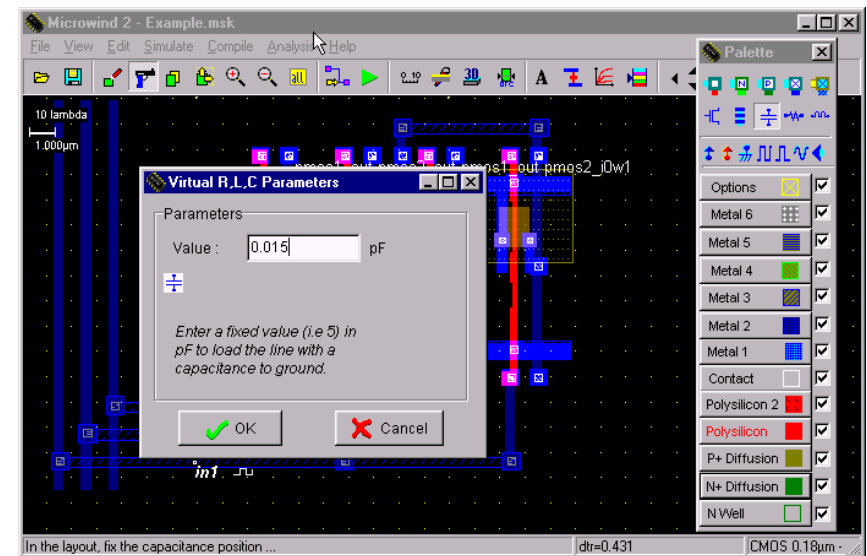 Microwind 2 - Example.msk
File View Edit Simulate Compile Analysis Help
Palette
A
10 lambda
1.000µm
pmos2_i0w1
Virtual R,L,C Parameters
Parameters
Value : 0.015 pF
Enter a fixed value (i.e 5) in
pF to load the line with a
capacitance to ground.
OK Cancel
in1
Options
Metal 6
Metal 5
Metal 4
Metal 3
Metal 2
Metal 1
Contact
Polysilicon 2
Polysilicon
P+ Diffusion
N+ Diffusion
N Well
In the layout, fix the capacitance position ... dtr=0.431 CMOS 0.18µm -